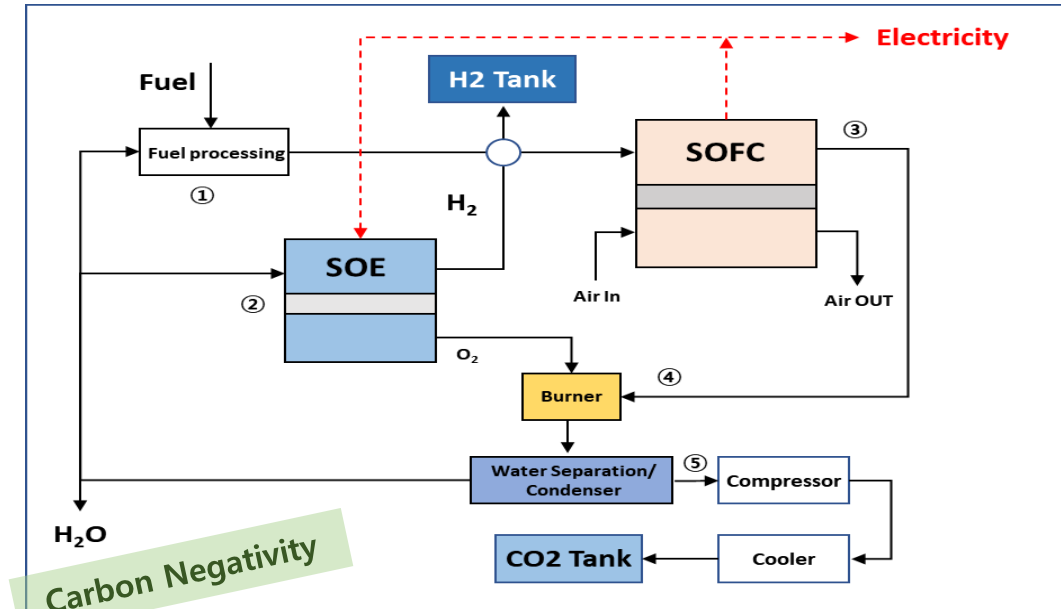 Electricity
Fuel
H2 Tank
Fuel processing
①
SOFC
③
H₂
SOE
②
Air In
Air OUT
O₂
Burner
④
Water Separation/
Condenser
⑤
Compressor
H₂O
CO2 Tank
Cooler
Carbon Negativity